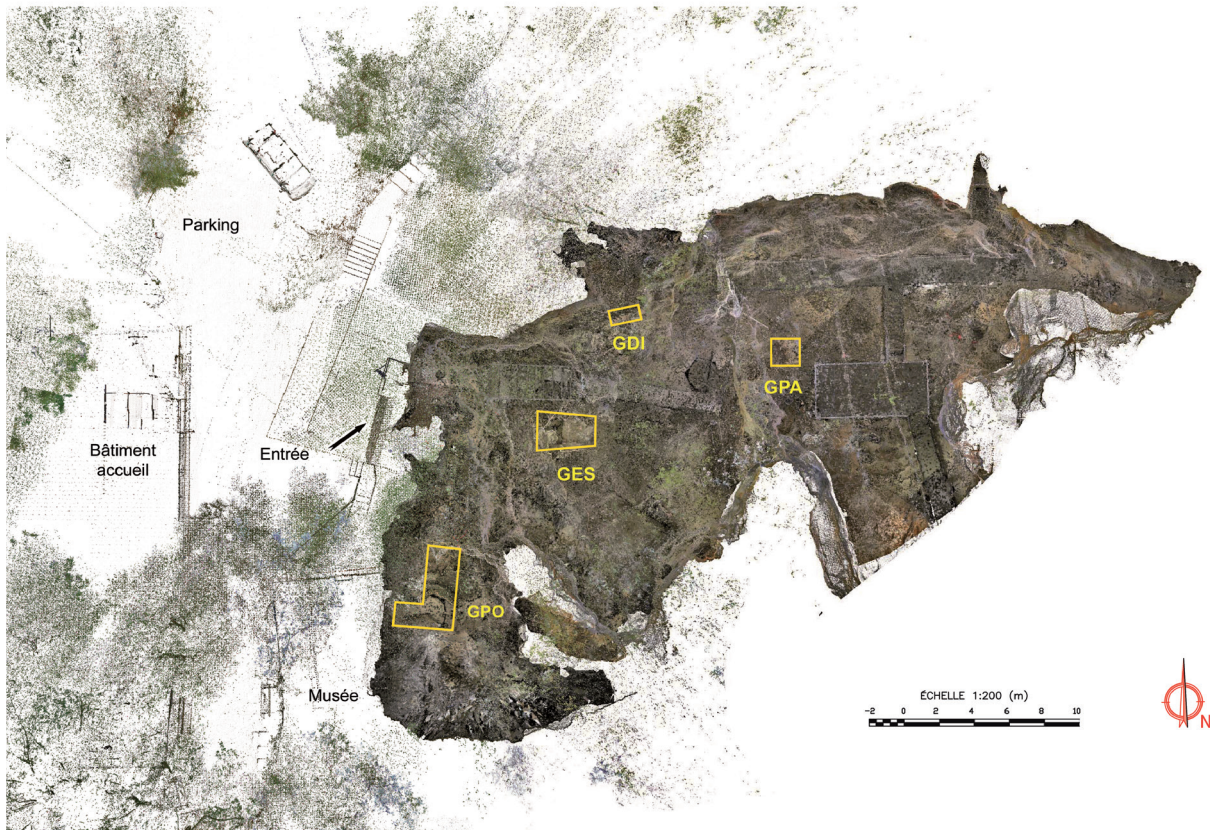 Parking
GDI
GPA
Bâtiment
accueil
Entrée
GES
GPO
Musée
ÉCHELLE 1:200 (m)
-2 0 2 4 6 8 10
N